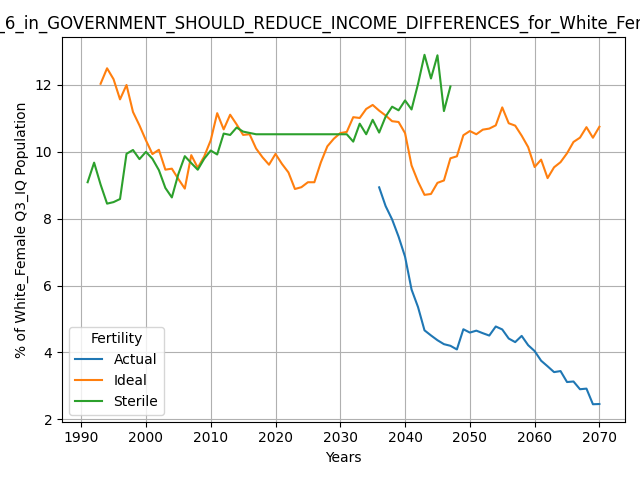 _6_in_GOVERNMENT_SHOULD_REDUCE_INCOME_DIFFERENCES_for_White_Fe
% of White_Female Q3_IQ Population
12
10
8
6
4
2
Fertility
Actual
Ideal
Sterile
1990 2000 2010 2020 2030 2040 2050 2060 2070
Years